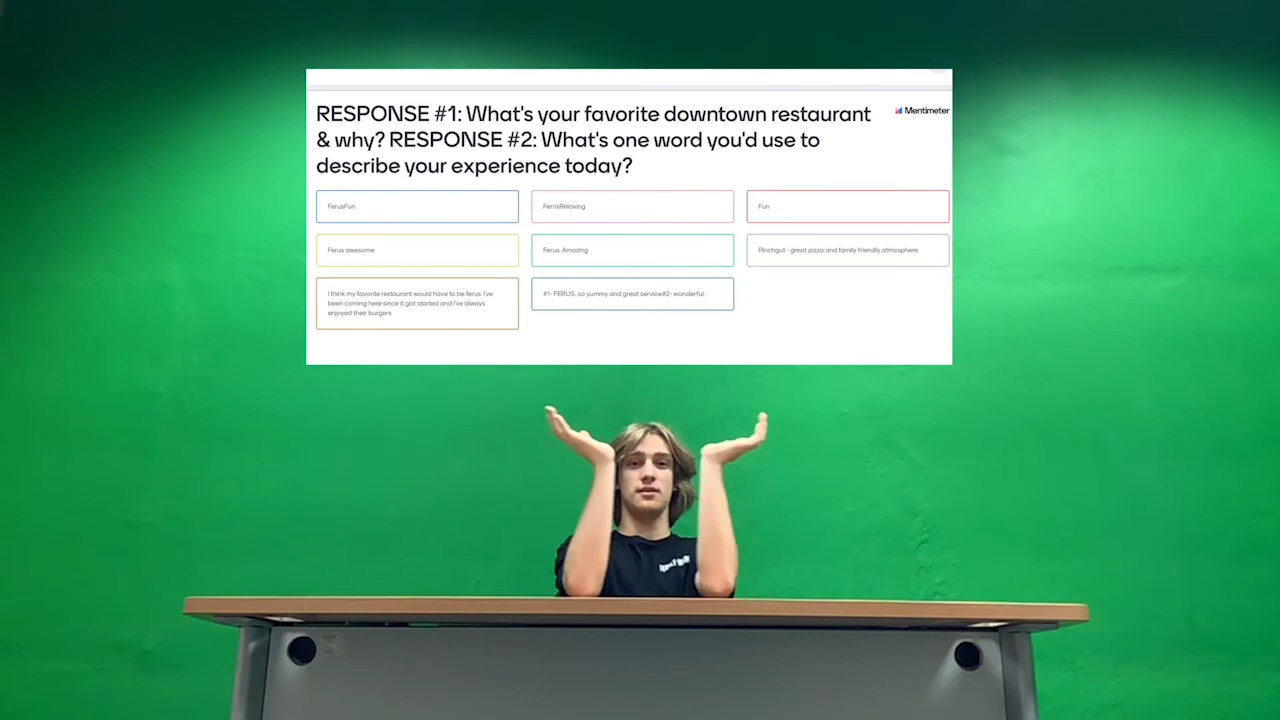 RESPONSE #1: What's your favorite downtown restaurant
& why? RESPONSE #2: What's one word you'd use to
describe your experience today?
Mentimeter
FerusFun
FerrisRelaxing
Fun
Ferus awesome
Ferus. Amazing
Pinchgut - great pizza and family friendly atmosphere
I think my favorite restaurant would have to be ferus. I've
been coming here since it got started and I've always
enjoyed their burgers
#1- FERUS, so yummy and great service#2- wonderful.